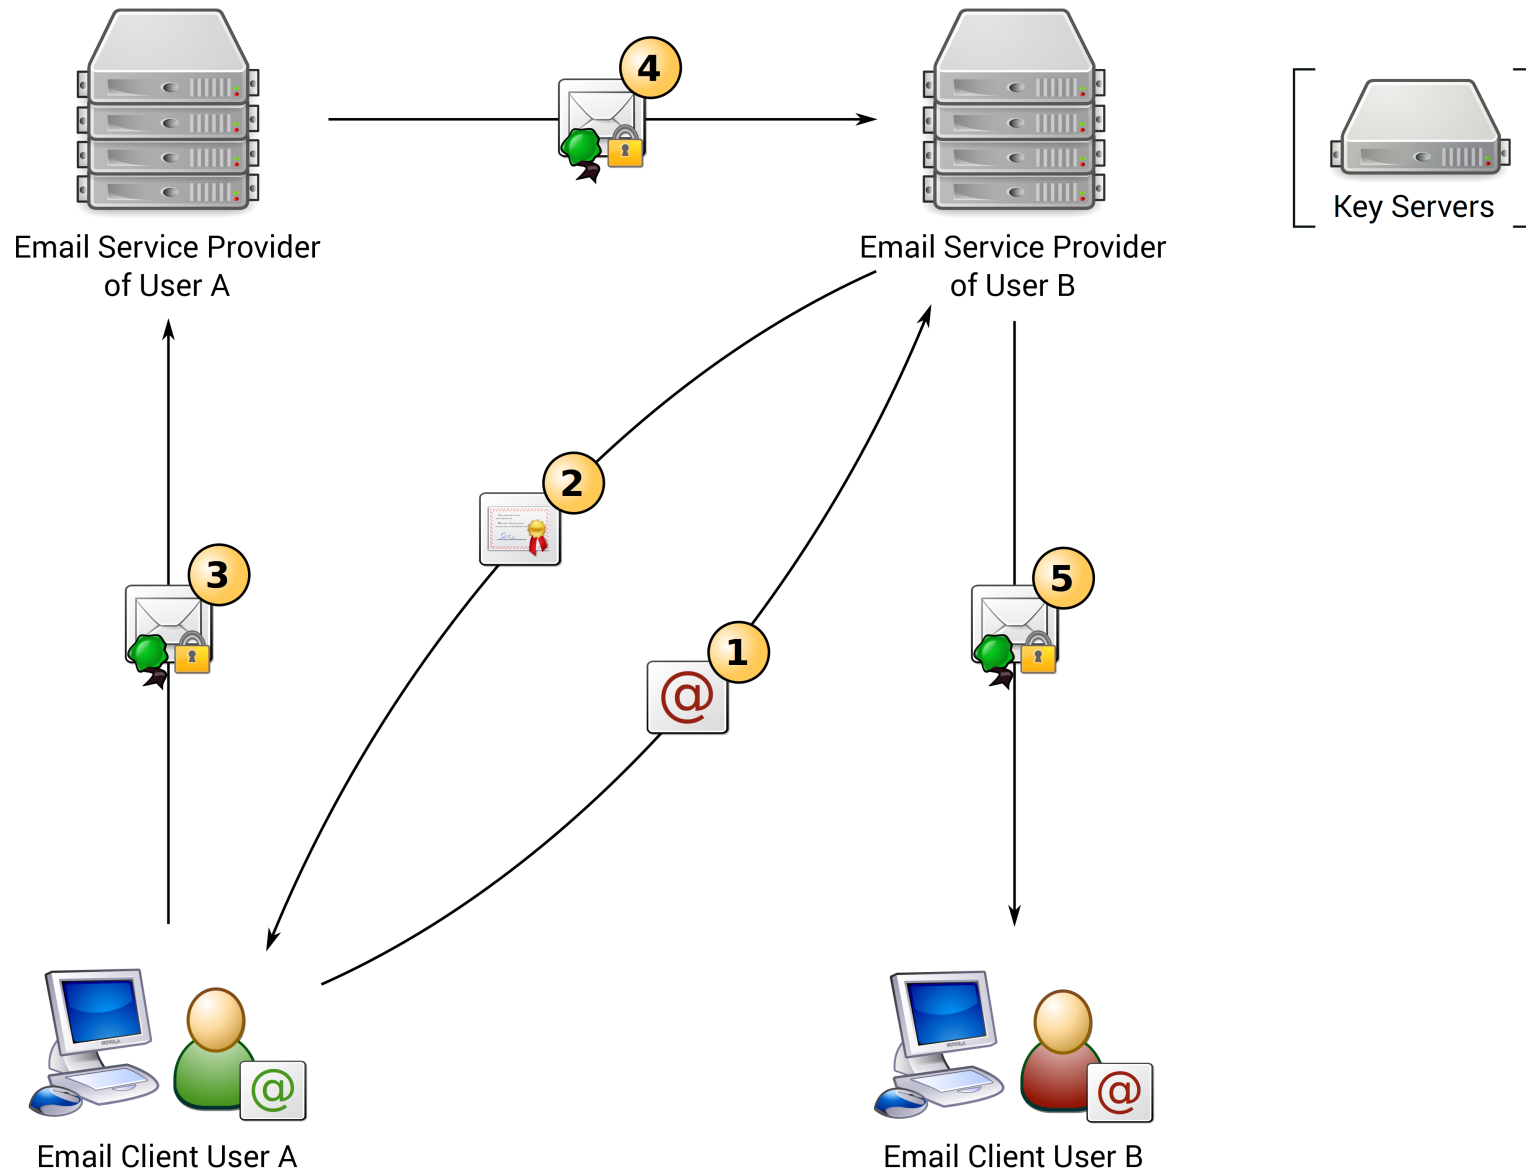 4
Key Servers
Email Service Provider
of User A
Email Service Provider
of User B
2
3
5
1
@
@
@
Email Client User A
Email Client User B